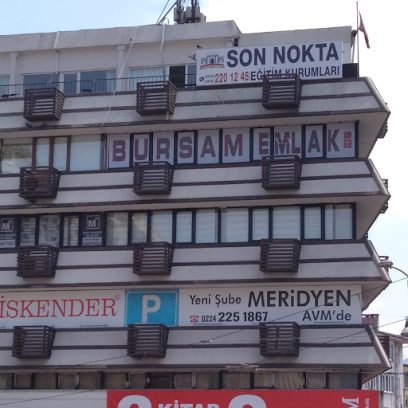 SON NOKTA
220 12 45 EĞİTİM KURUMLARI
BURSAM EMLAK
İSKENDER
P
Yeni Şube MERİDYEN
0224 225 1867 AVM'de
KİTAP